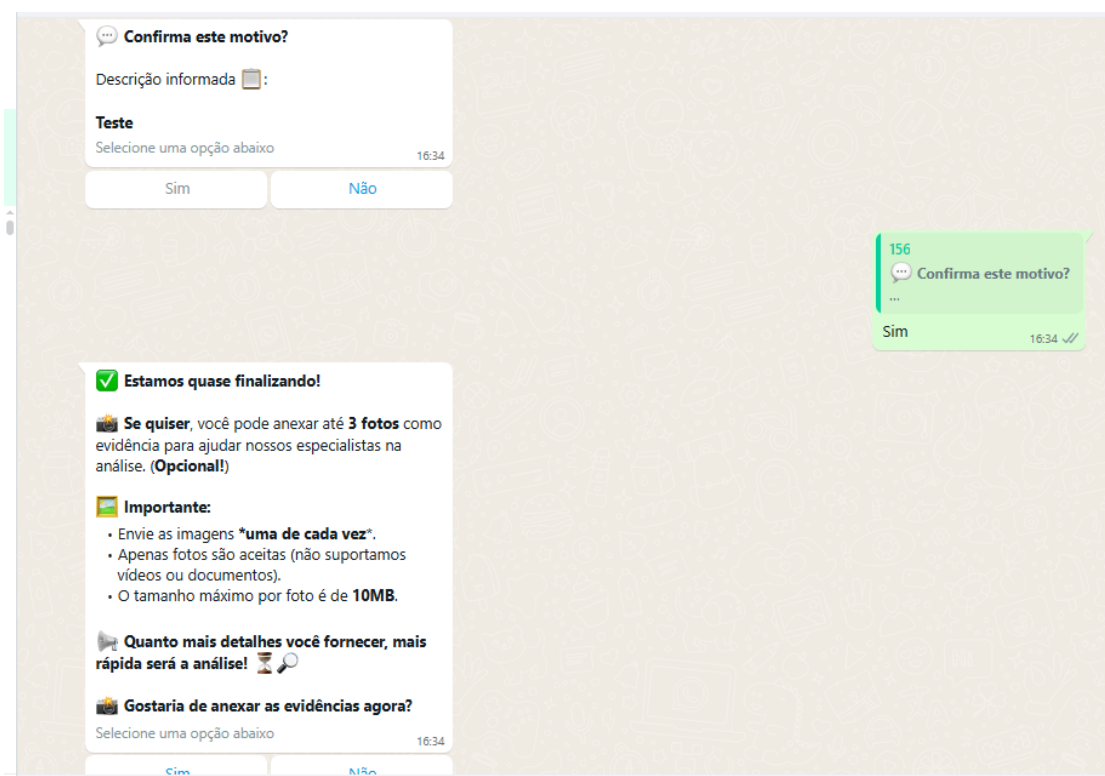 💬 Confirma este motivo?
Descrição informada 📋:
Teste
Selecione uma opção abaixo
16:34
Sim
Não
156
💬 Confirma este motivo?
...
Sim
16:34
✅ Estamos quase finalizando!
📸 Se quiser, você pode anexar até 3 fotos como
evidência para ajudar nossos especialistas na
análise. (Opcional!)
🖼️ Importante:
• Envie as imagens *uma de cada vez*.
• Apenas fotos são aceitas (não suportamos
vídeos ou documentos).
• O tamanho máximo por foto é de 10MB.
📢 Quanto mais detalhes você fornecer, mais
rápida será a análise! ⏳🔎
📸 Gostaria de anexar as evidências agora?
Selecione uma opção abaixo
16:34
Sim
Não